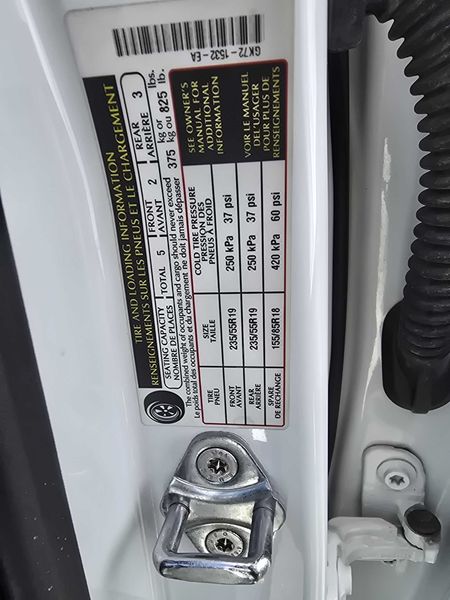 GK72-1532-EA
TIRE AND LOADING INFORMATION
RENSEIGNEMENTS SUR LES PNEUS ET LE CHARGEMENT
SEATING CAPACITY TOTAL 5 FRONT 2 REAR 3
NOMBRE DE PLACES AVANT ARRIÈRE
The combined weight of occupants and cargo should never exceed 375 kg or 825 lbs.
Le poids total des occupants et du chargement ne doit jamais dépasser kg ou lb.
TIRE SIZE COLD TIRE PRESSURE SEE OWNER'S
PNEU TAILLE PRESSION DES MANUAL FOR
PNEUS À FROID ADDITIONAL
INFORMATION
FRONT 235/55R19 250 kPa 37 psi
AVANT
REAR 235/55R19 250 kPa 37 psi VOIR LE MANUEL
ARRIÈRE DE L'USAGER
SPARE 155/85R18 420 kPa 60 psi POUR PLUS DE
DE RECHANGE RENSEIGNEMENTS